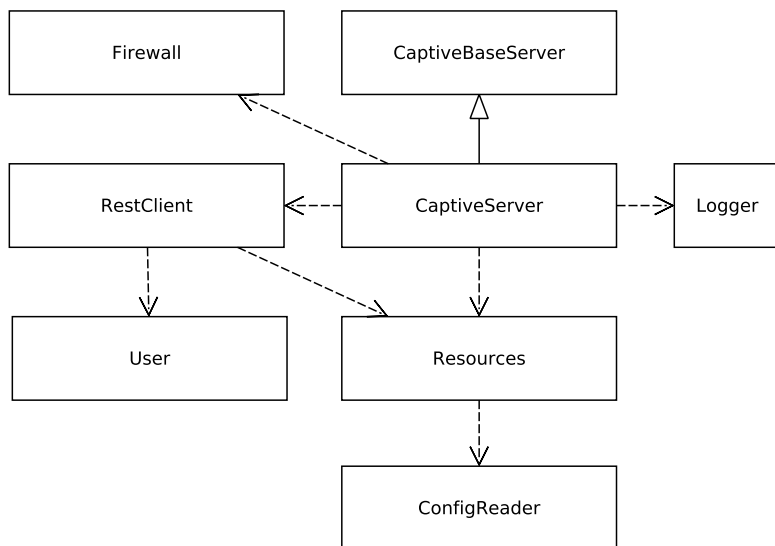 Firewall
CaptiveBaseServer
RestClient
CaptiveServer
Logger
User
Resources
ConfigReader